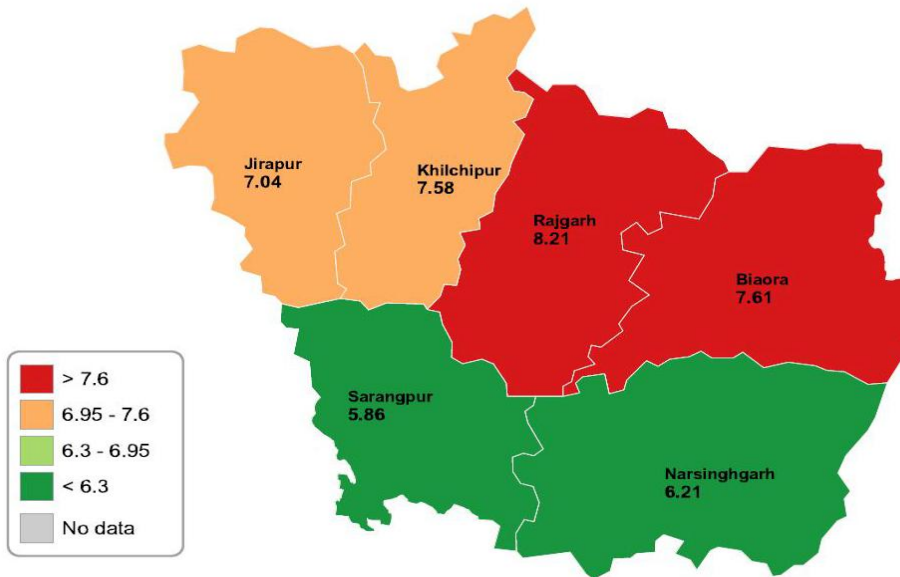 Jirapur
7.04
Khilchipur
7.58
Rajgarh
8.21
Biaora
7.61
Sarangpur
5.86
Narsinghgarh
6.21
> 7.6
6.95 - 7.6
6.3 - 6.95
< 6.3
No data